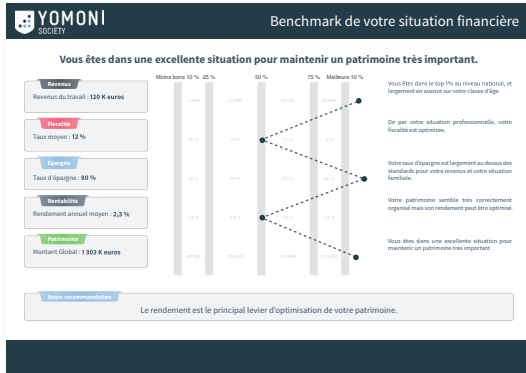 YOMONI
SOCIETY
Benchmark de votre situation financière
Vous êtes dans une excellente situation pour maintenir un patrimoine très important.
Moins bons 10 % 25 % 50 % 75 % Meilleurs 10 %
Revenus
Revenus du travail : 120 K euros
Vous êtes dans le top 1% au niveau national, et
largement en avance sur votre classe d'âge.
Fiscalité
Taux moyen : 12 %
De par votre situation professionnelle, votre
fiscalité est optimisée.
Épargne
Taux d'épargne : 80 %
Votre taux d'épargne est largement au dessus des
standards pour votre revenus et votre situation
familiale.
Rentabilité
Rendement annuel moyen : 2,3 %
Votre patrimoine semble très correctement
organisé mais son rendement peut être optimisé.
Patrimoine
Montant Global : 1 303 K euros
Vous êtes dans une excellente situation pour
maintenir un patrimoine très important
Notre recommandation
Le rendement est le principal levier d'optimisation de votre patrimoine.